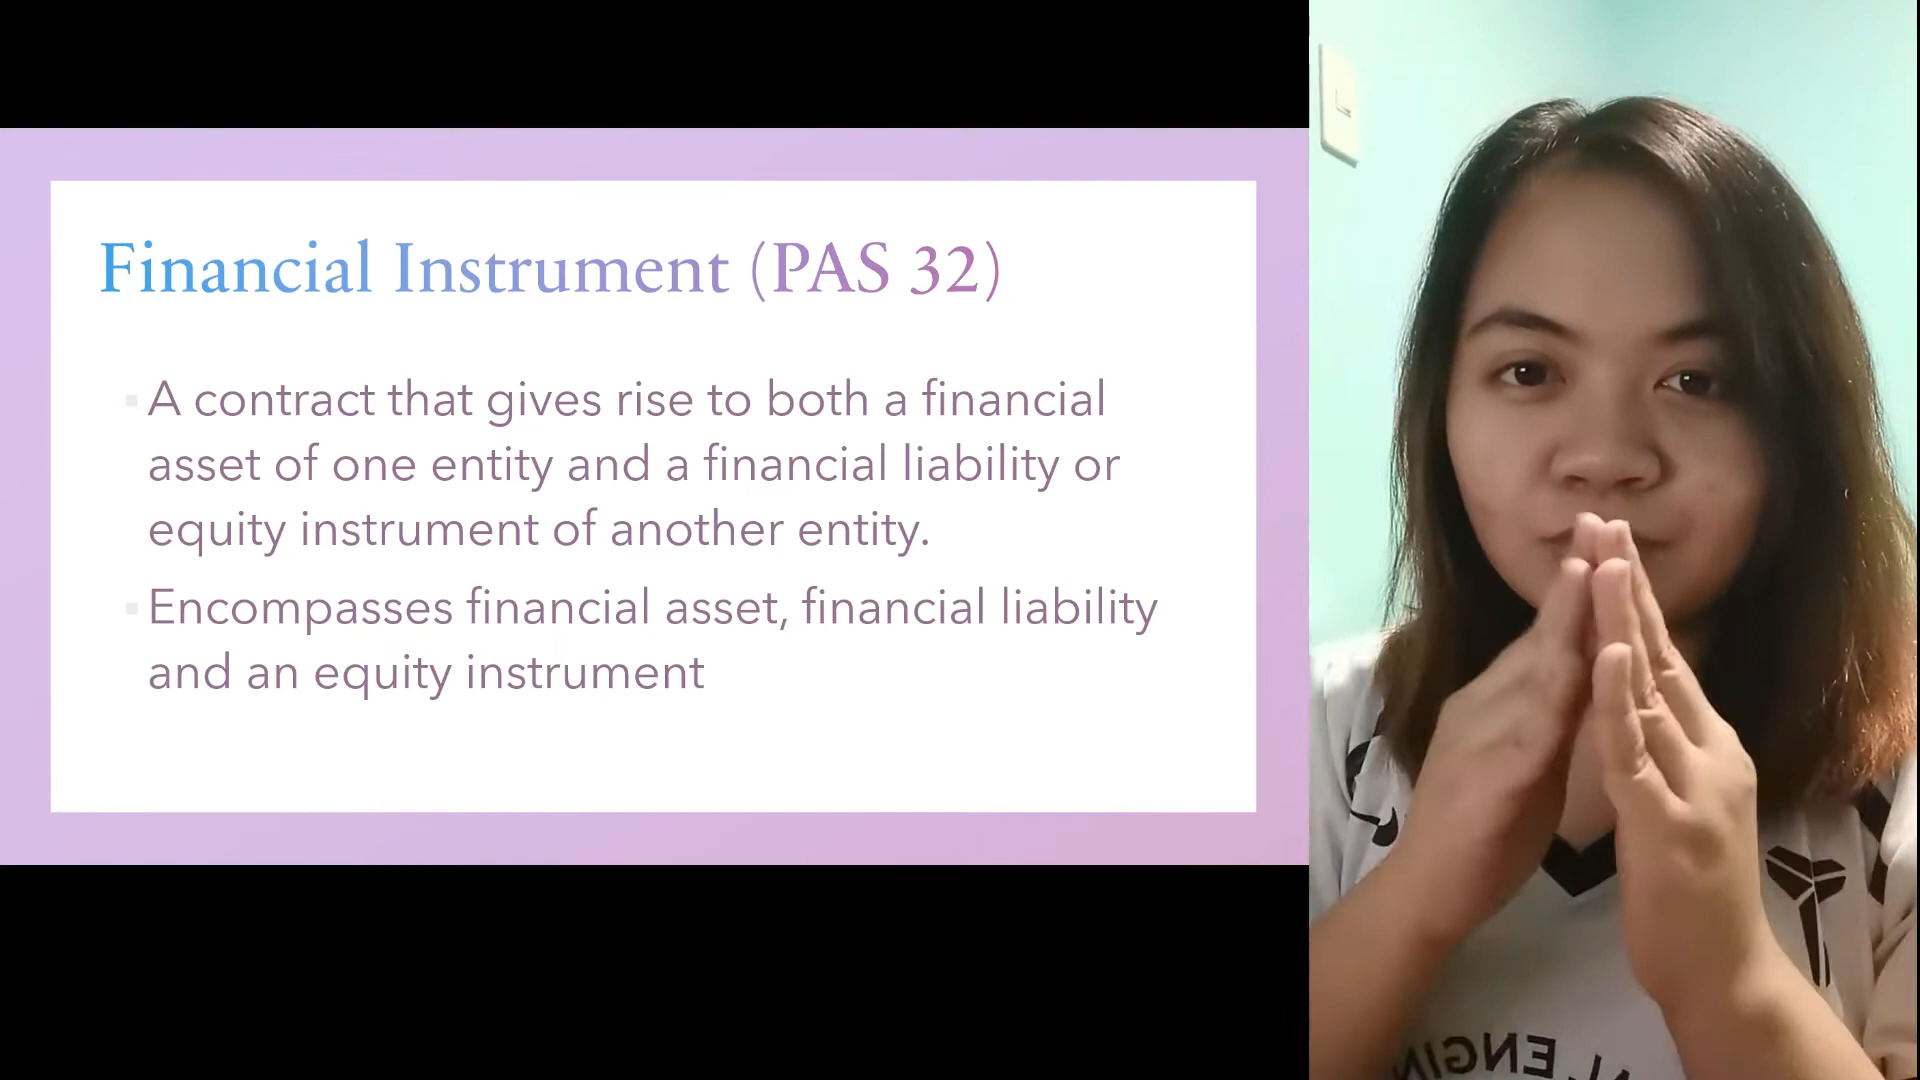 Financial Instrument (PAS 32)
A contract that gives rise to both a financial
asset of one entity and a financial liability or
equity instrument of another entity.
Encompasses financial asset, financial liability
and an equity instrument